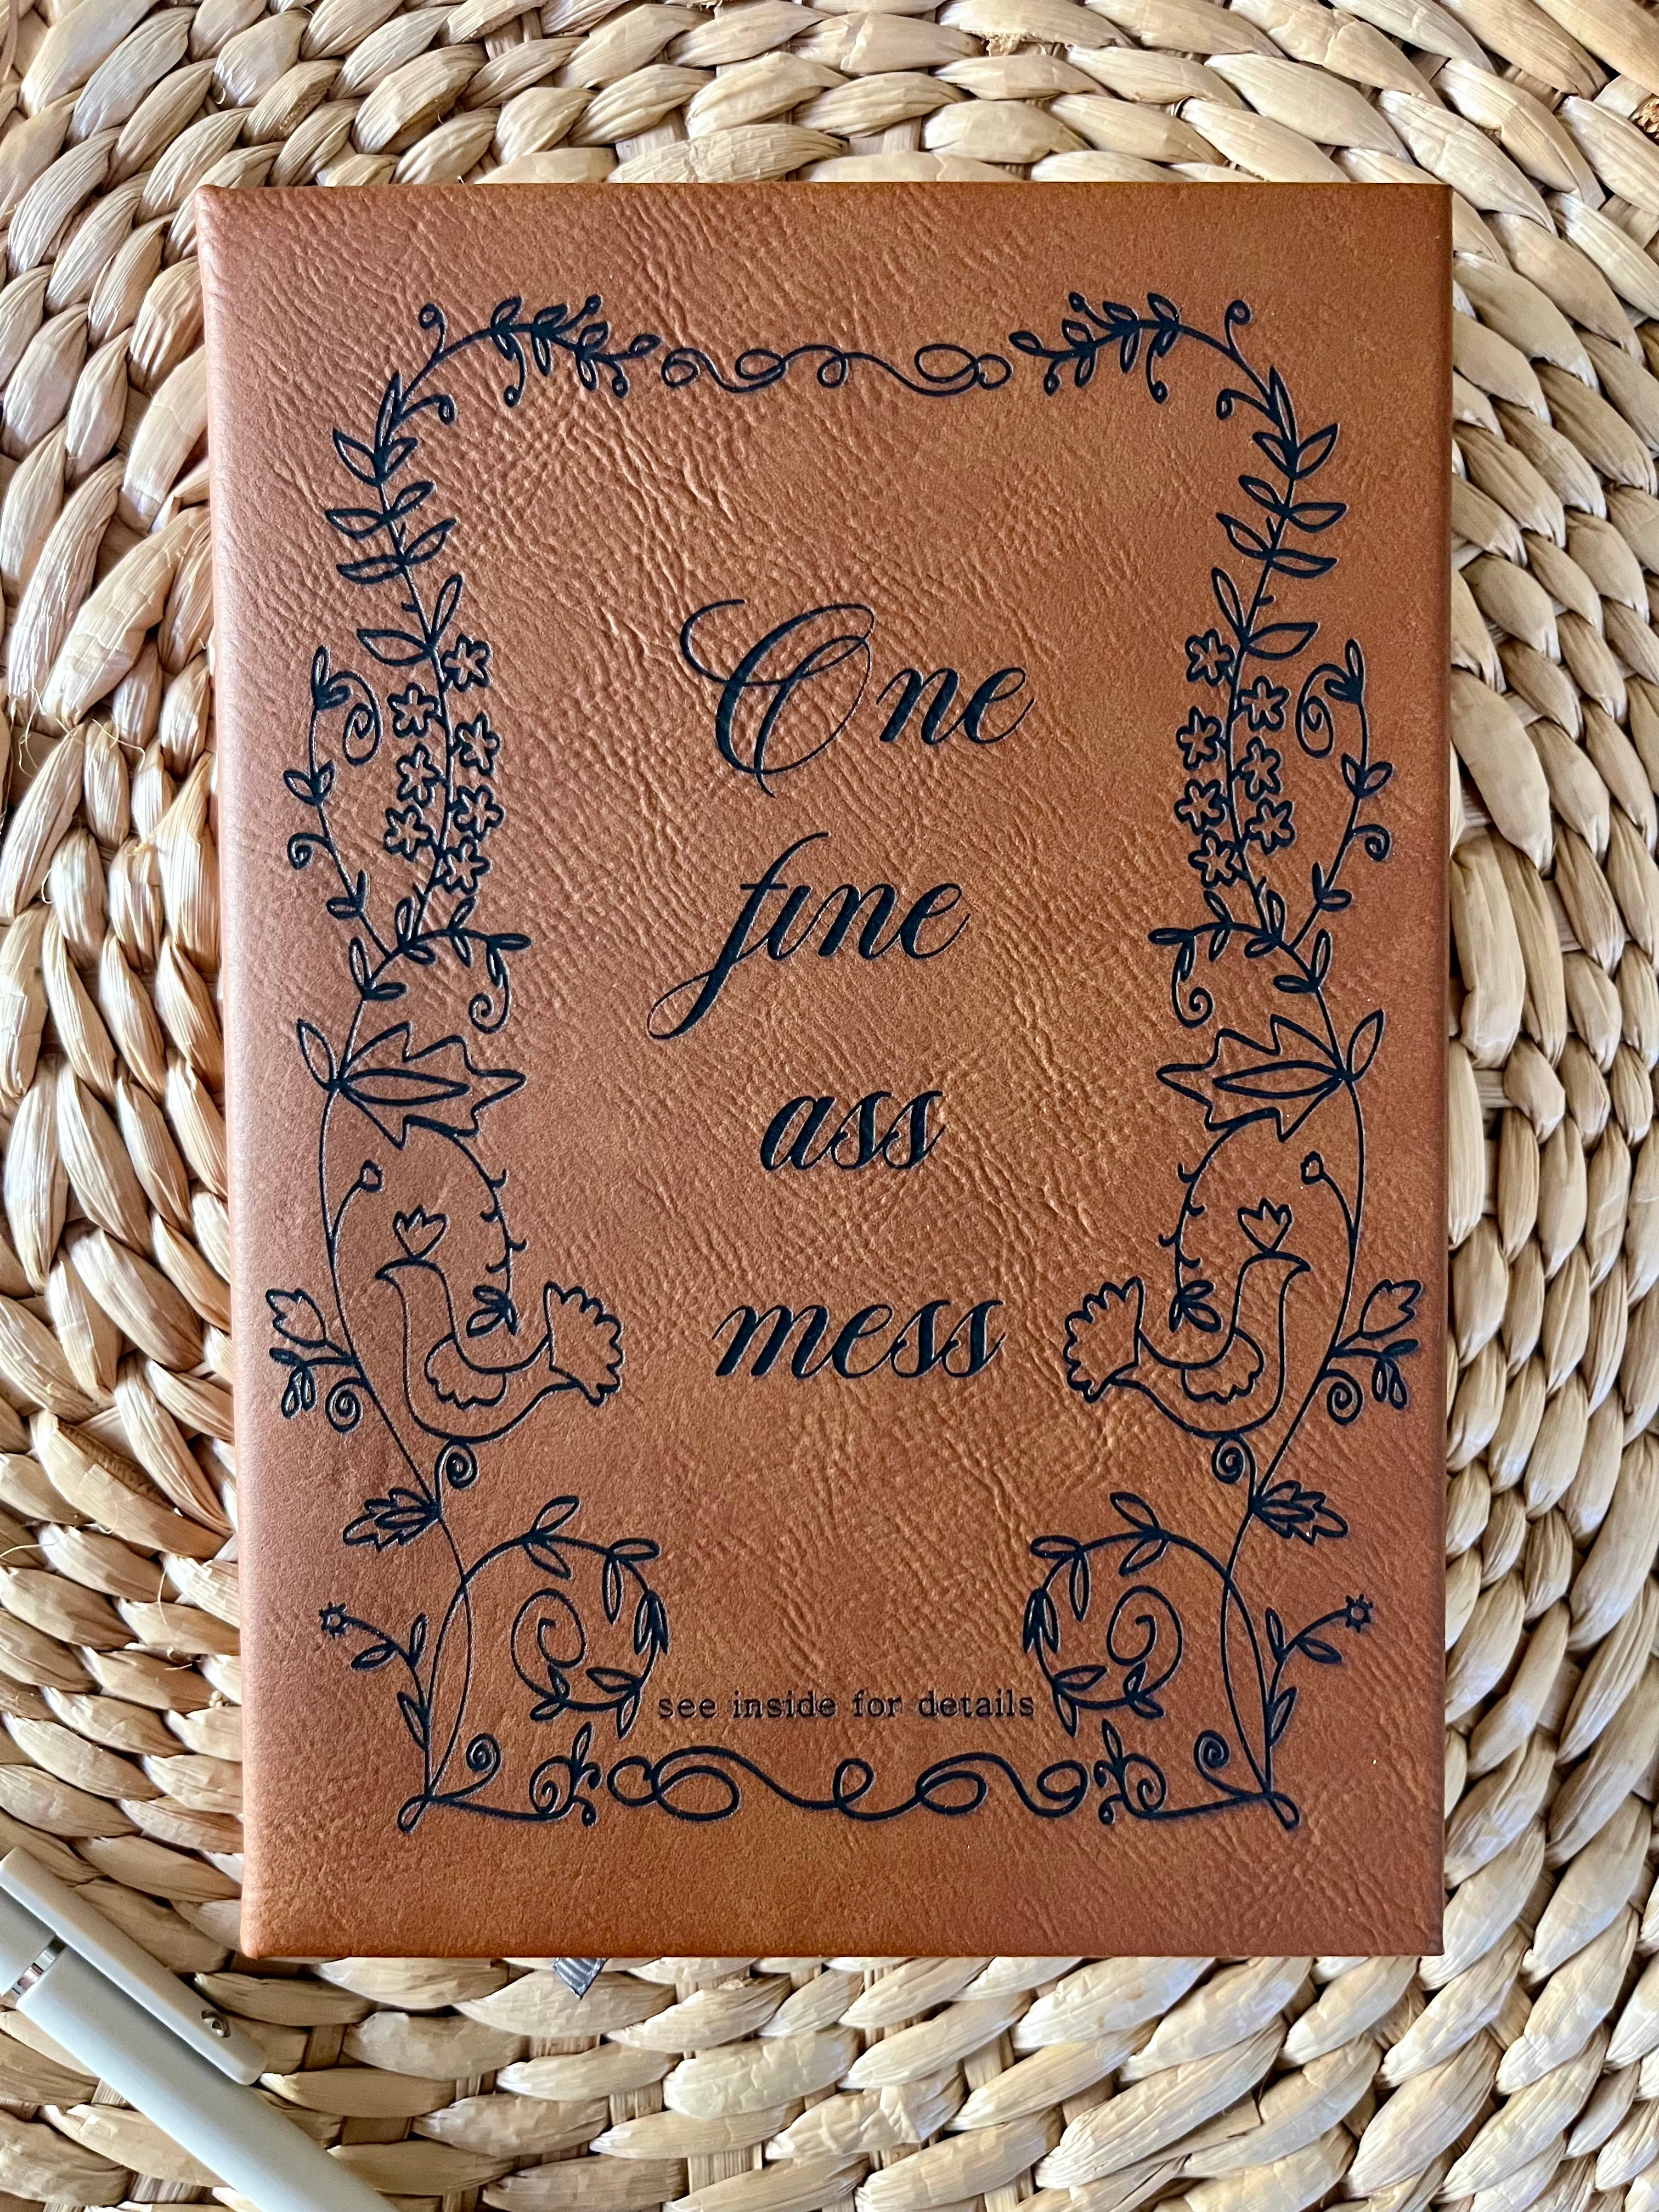 One
fine
ass
mess
see inside for details